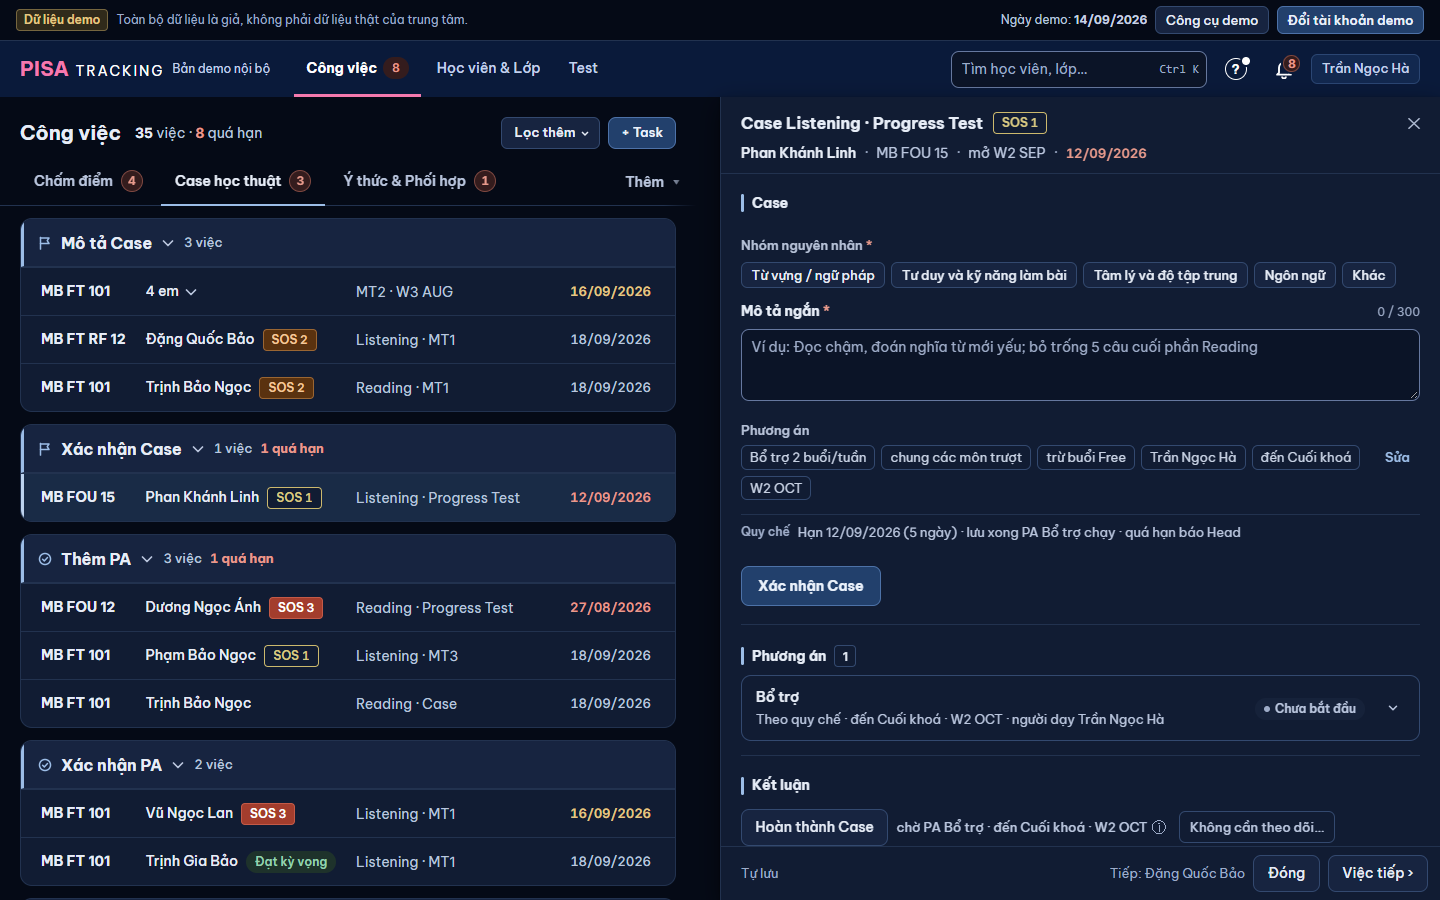 Dữ liệu demo Toàn bộ dữ liệu là giả, không phải dữ liệu thật của trung tâm. Ngày demo: 14/09/2026 Công cụ demo Đổi tài khoản demo
PISA TRACKING Bản demo nội bộ Công việc 8 Học viên & Lớp Test Tìm học viên, lớp... Ctrl K ? 8 Trần Ngọc Hà
Công việc 35 việc · 8 quá hạn Lọc thêm + Task
Chấm điểm 4 Case học thuật 3 Ý thức & Phối hợp 1 Thêm
Mô tả Case 3 việc
MB FT 101 4 em MT2 · W3 AUG 16/09/2026
MB FT RF 12 Đặng Quốc Bảo SOS 2 Listening · MT1 18/09/2026
MB FT 101 Trịnh Bảo Ngọc SOS 2 Reading · MT1 18/09/2026
Xác nhận Case 1 việc 1 quá hạn
MB FOU 15 Phan Khánh Linh SOS 1 Listening · Progress Test 12/09/2026
Thêm PA 3 việc 1 quá hạn
MB FOU 12 Dương Ngọc Ánh SOS 3 Reading · Progress Test 27/08/2026
MB FT 101 Phạm Bảo Ngọc SOS 1 Listening · MT3 18/09/2026
MB FT 101 Trịnh Bảo Ngọc Reading · Case 18/09/2026
Xác nhận PA 2 việc
MB FT 101 Vũ Ngọc Lan SOS 3 Listening · MT1 16/09/2026
MB FT 101 Trịnh Gia Bảo Đạt kỳ vọng Listening · MT1 18/09/2026
Case Listening · Progress Test SOS 1
Phan Khánh Linh · MB FOU 15 · mở W2 SEP · 12/09/2026
Case
Nhóm nguyên nhân *
Từ vựng / ngữ pháp Tư duy và kỹ năng làm bài Tâm lý và độ tập trung Ngôn ngữ Khác
Mô tả ngắn * 0 / 300
Ví dụ: Đọc chậm, đoán nghĩa từ mới yếu; bỏ trống 5 câu cuối phần Reading
Phương án
Bổ trợ 2 buổi/tuần chung các môn trượt trừ buổi Free Trần Ngọc Hà đến Cuối khoá Sửa
W2 OCT
Quy chế Hạn 12/09/2026 (5 ngày) · lưu xong PA Bổ trợ chạy · quá hạn báo Head
Xác nhận Case
Phương án 1
Bổ trợ
Theo quy chế · đến Cuối khoá · W2 OCT · người dạy Trần Ngọc Hà Chưa bắt đầu
Kết luận
Hoàn thành Case chờ PA Bổ trợ · đến Cuối khoá · W2 OCT Không cần theo dõi...
Tự lưu Tiếp: Đặng Quốc Bảo Đóng Việc tiếp ›